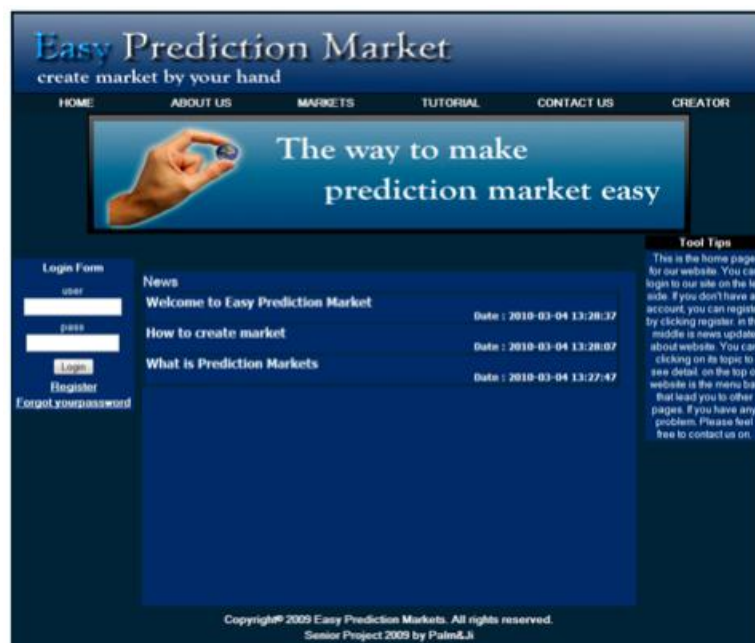 Easy Prediction Market
create market by your hand
HOME ABOUT US MARKETS TUTORIAL CONTACT US CREATOR
The way to make
prediction market easy
Login Form
user
pass
Login
Register
Forgot yourpassword
News
Welcome to Easy Prediction Market
Date : 2010-03-04 13:28:37
How to create market
Date : 2010-03-04 13:28:07
What is Prediction Markets
Date : 2010-03-04 13:27:47
Tool Tips
This is the home page
for our website. You can
login to our site on the
side. If you don't have
account, you can
by clicking register. in
middle is news update
about website. You can
clicking on its topic to
see detail. on the top
website is the menu
that lead you to other
pages. If you have any
problem. Please feel
free to contact us on.
Copyright© 2009 Easy Prediction Markets. All rights reserved.
Senior Project 2009 by Palm&Ji